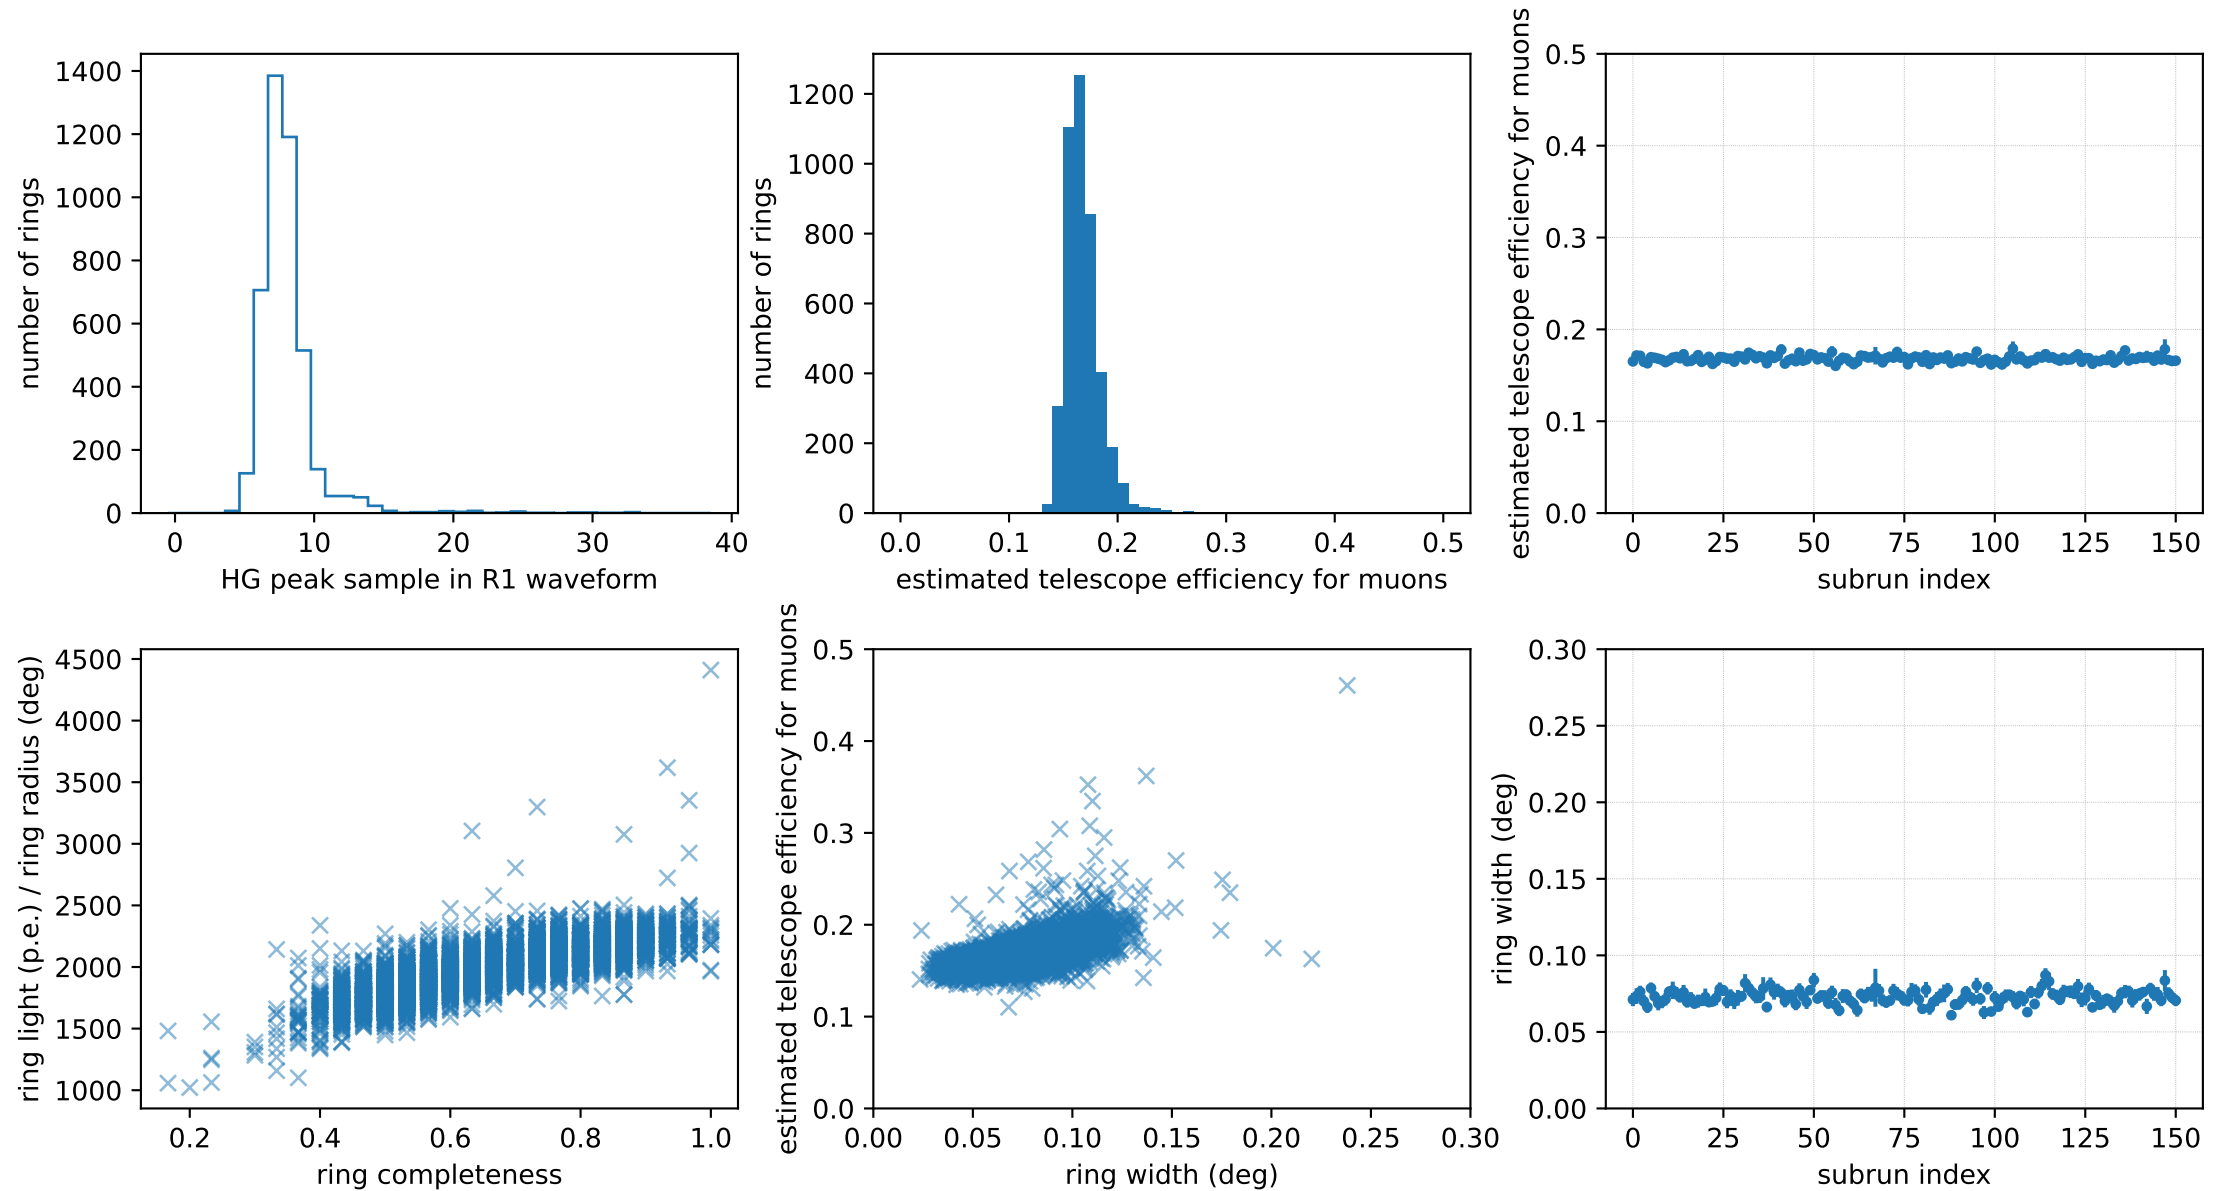 number of rings
1400
1200
1000
800
600
400
200
0
0 10 20 30 40
HG peak sample in R1 waveform
number of rings
1200
1000
800
600
400
200
0
0.0 0.1 0.2 0.3 0.4 0.5
estimated telescope efficiency for muons
estimated telescope efficiency for muons
0.5
0.4
0.3
0.2
0.1
0.0
0 25 50 75 100 125 150
subrun index
ring light (p.e.) / ring radius (deg)
4500
4000
3500
3000
2500
2000
1500
1000
0.2 0.4 0.6 0.8 1.0
ring completeness
estimated telescope efficiency for muons
0.5
0.4
0.3
0.2
0.1
0.0
0.00 0.05 0.10 0.15 0.20 0.25 0.30
ring width (deg)
ring width (deg)
0.30
0.25
0.20
0.15
0.10
0.05
0.00
0 25 50 75 100 125 150
subrun index